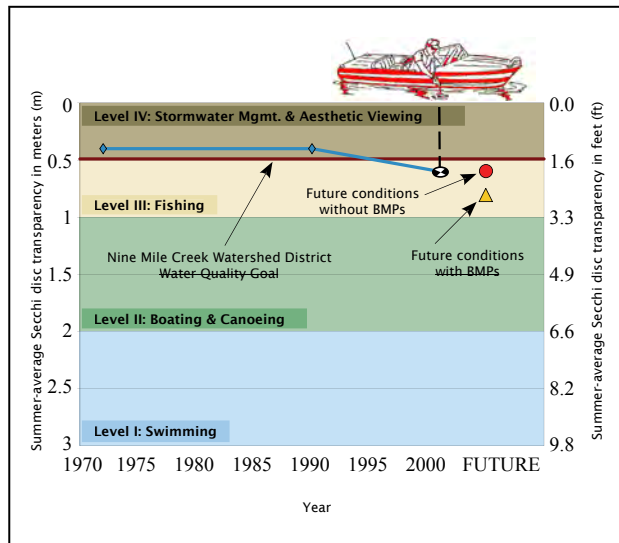 Summer-average Secchi disc transparency in meters (m)
Summer-average Secchi disc transparency in feet (ft)
0
0.0
Level IV: Stormwater Mgmt. & Aesthetic Viewing
0.5
1.6
Future conditions
without BMPs
Level III: Fishing
1
3.3
Nine Mile Creek Watershed District
Water Quality Goal
Future conditions
with BMPs
1.5
4.9
Level II: Boating & Canoeing
2
6.6
2.5
8.2
Level I: Swimming
3
9.8
1970 1975 1980 1985 1990 1995 2000 FUTURE
Year